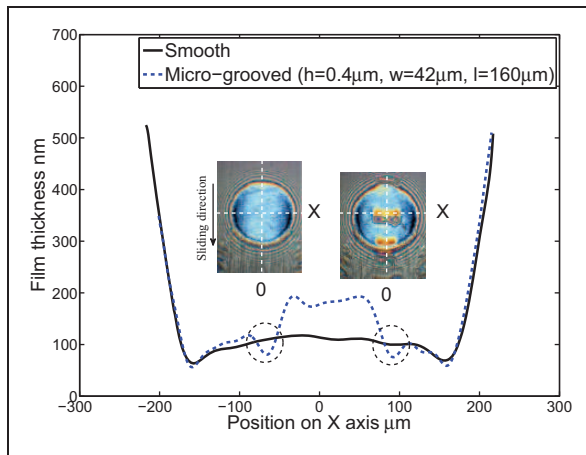 700
600
500
400
300
200
100
0
−300
−200
−100
0
100
200
300
Film thickness nm
Position on X axis μm
Smooth
Micro−grooved (h=0.4μm, w=42μm, l=160μm)
Sliding direction
X
0
X
0